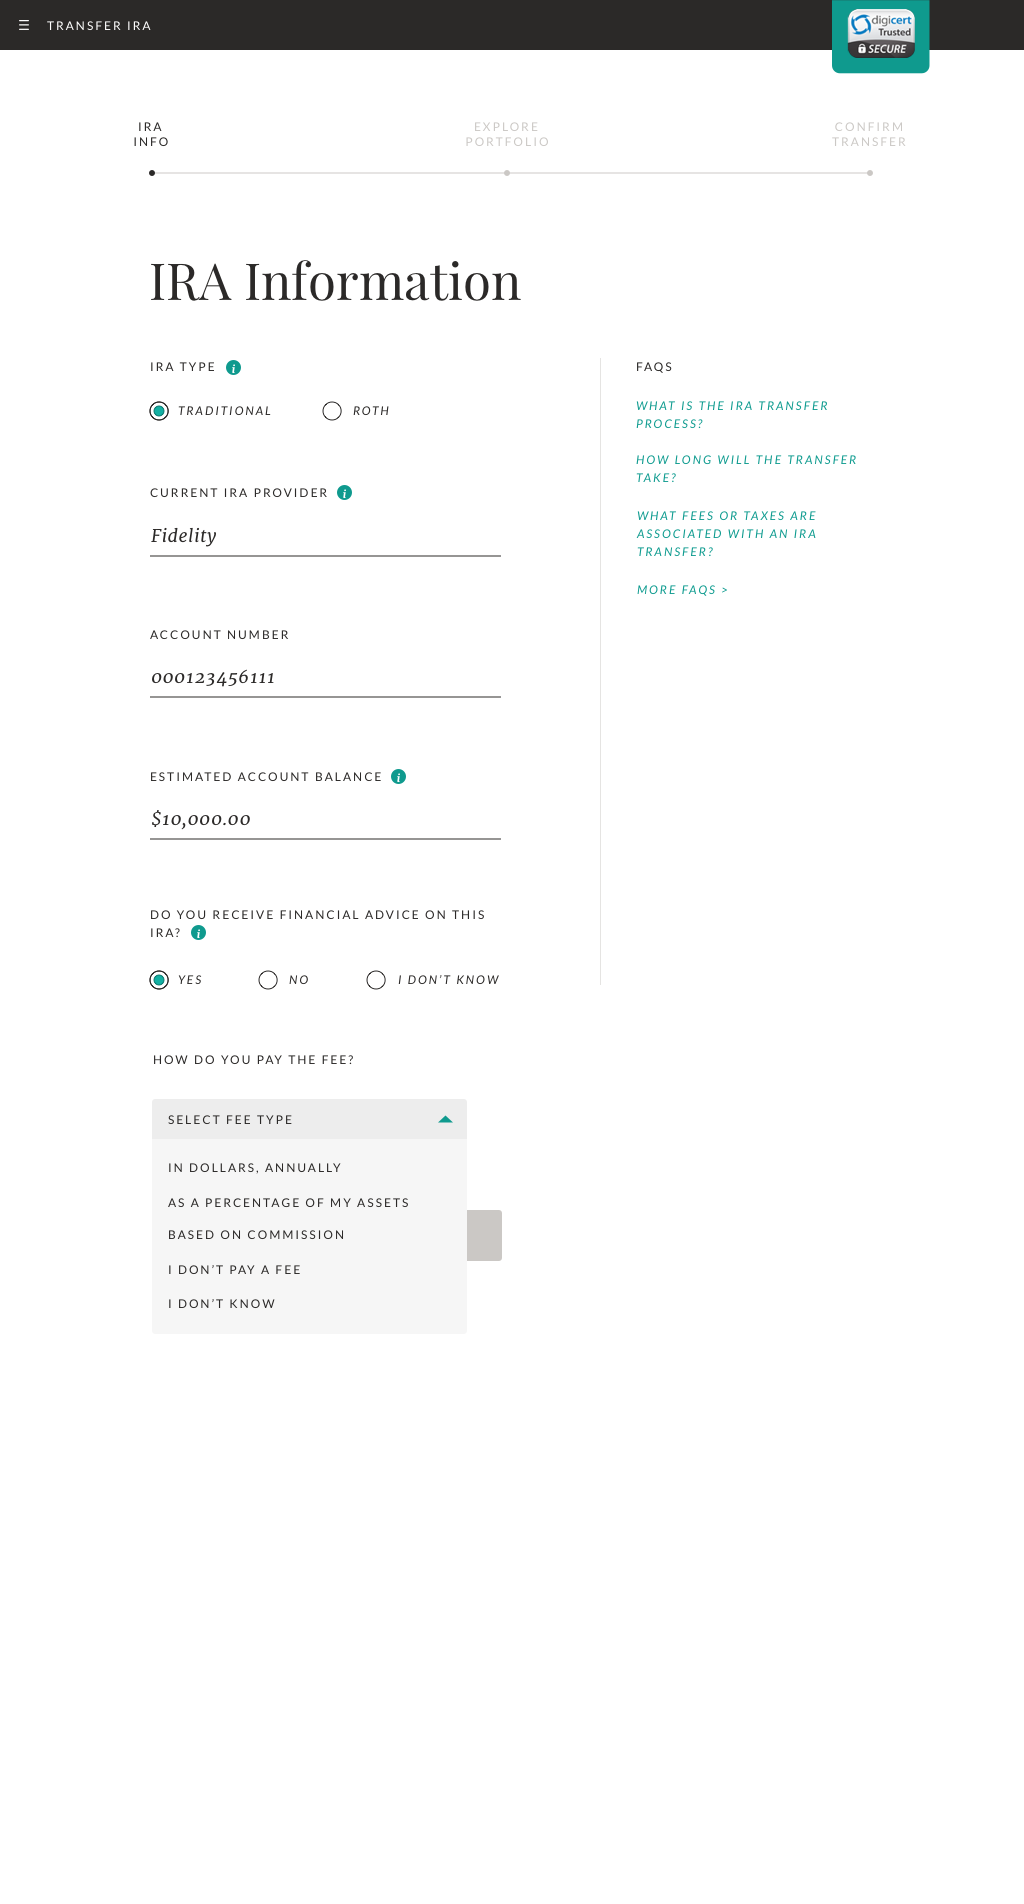 ☰ TRANSFER IRA
digicert
Trusted
SECURE
IRA
INFO
EXPLORE
PORTFOLIO
CONFIRM
TRANSFER
IRA Information
IRA TYPE i
TRADITIONAL ROTH
CURRENT IRA PROVIDER i
Fidelity
ACCOUNT NUMBER
000123456111
ESTIMATED ACCOUNT BALANCE i
$10,000.00
DO YOU RECEIVE FINANCIAL ADVICE ON THIS
IRA? i
YES NO I DON'T KNOW
HOW DO YOU PAY THE FEE?
SELECT FEE TYPE
IN DOLLARS, ANNUALLY
AS A PERCENTAGE OF MY ASSETS
BASED ON COMMISSION
I DON'T PAY A FEE
I DON'T KNOW
FAQS
WHAT IS THE IRA TRANSFER
PROCESS?
HOW LONG WILL THE TRANSFER
TAKE?
WHAT FEES OR TAXES ARE
ASSOCIATED WITH AN IRA
TRANSFER?
MORE FAQS >